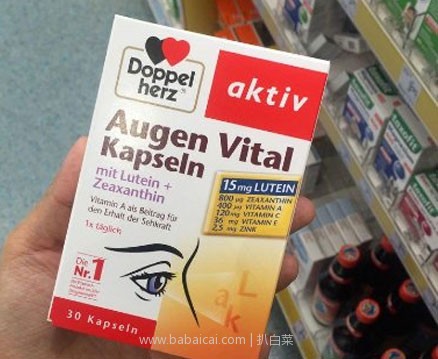 Doppel
herz®
aktiv
Augen Vital
Kapseln
mit Lutein +
Zeaxanthin
Vitamin A als Beitrag für
den Erhalt der Sehkraft
1x täglich
15 mg LUTEIN
800 µg ZEAXANTHIN
400 µg VITAMIN A
120 mg VITAMIN C
36 mg VITAMIN E
2,5 mg ZINK
Die
Nr.1
30 Kapseln
www.babaicai.com | 扒白菜